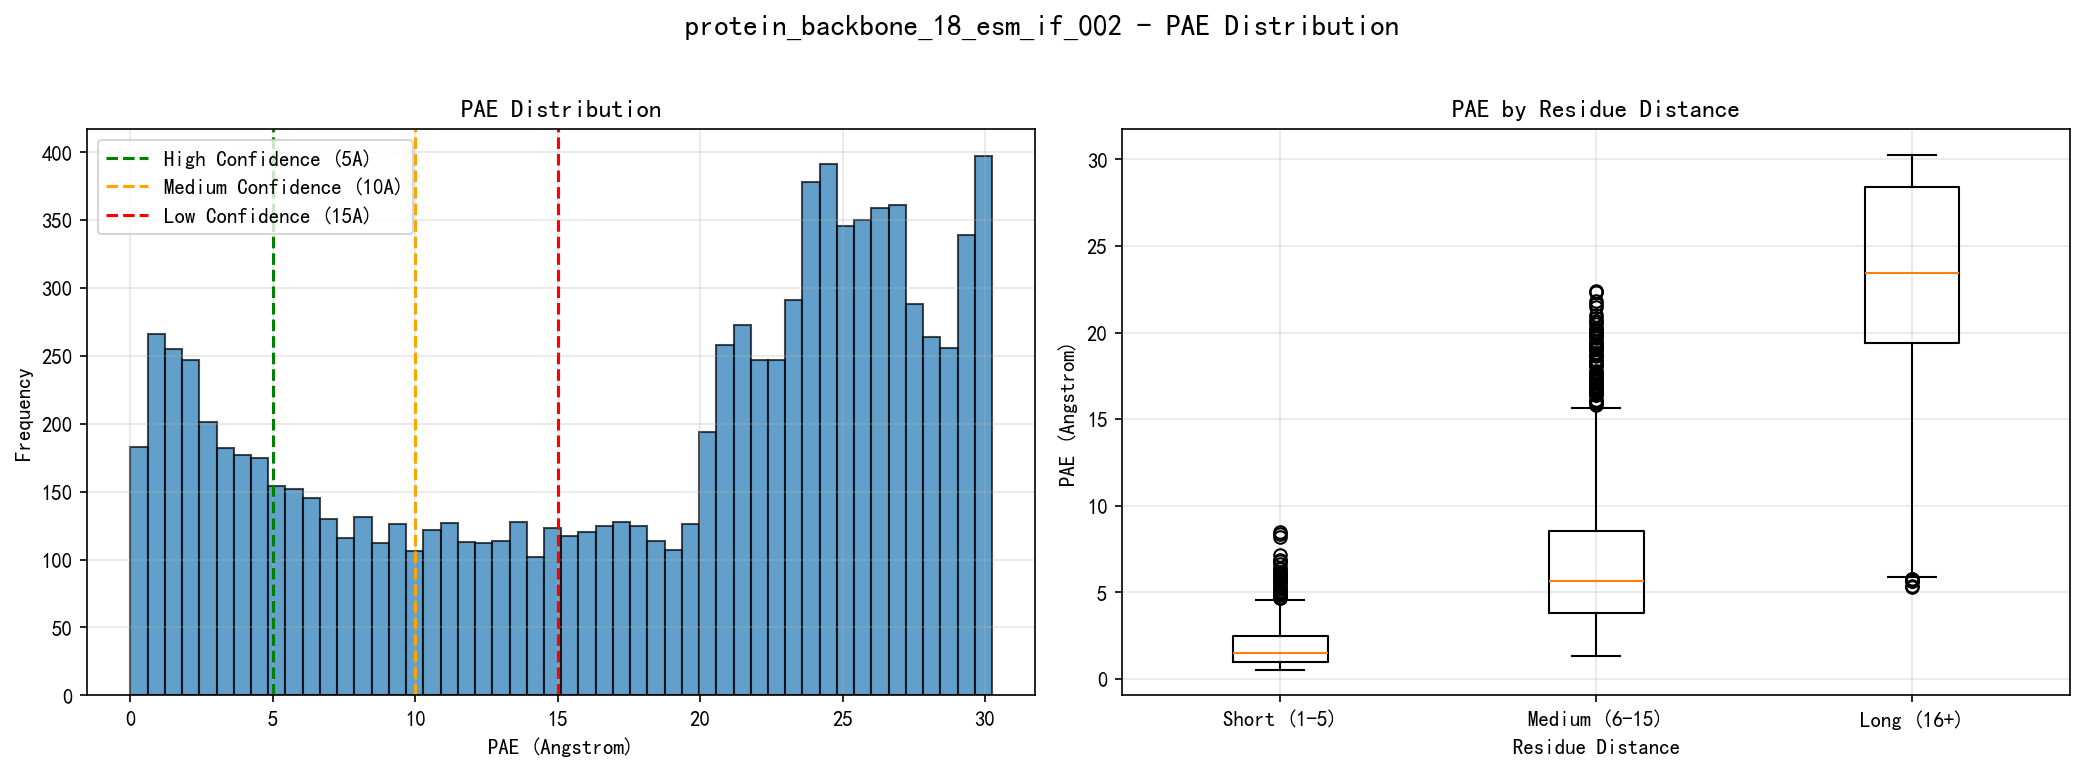 protein_backbone_18_esm_if_002 - PAE Distribution
PAE Distribution
High Confidence (5A)
Medium Confidence (10A)
Low Confidence (15A)
400
350
300
250
200
150
100
50
0
Frequency
0 5 10 15 20 25 30
PAE (Angstrom)
PAE by Residue Distance
30
25
20
15
10
5
0
PAE (Angstrom)
Short (1-5) Medium (6-15) Long (16+)
Residue Distance